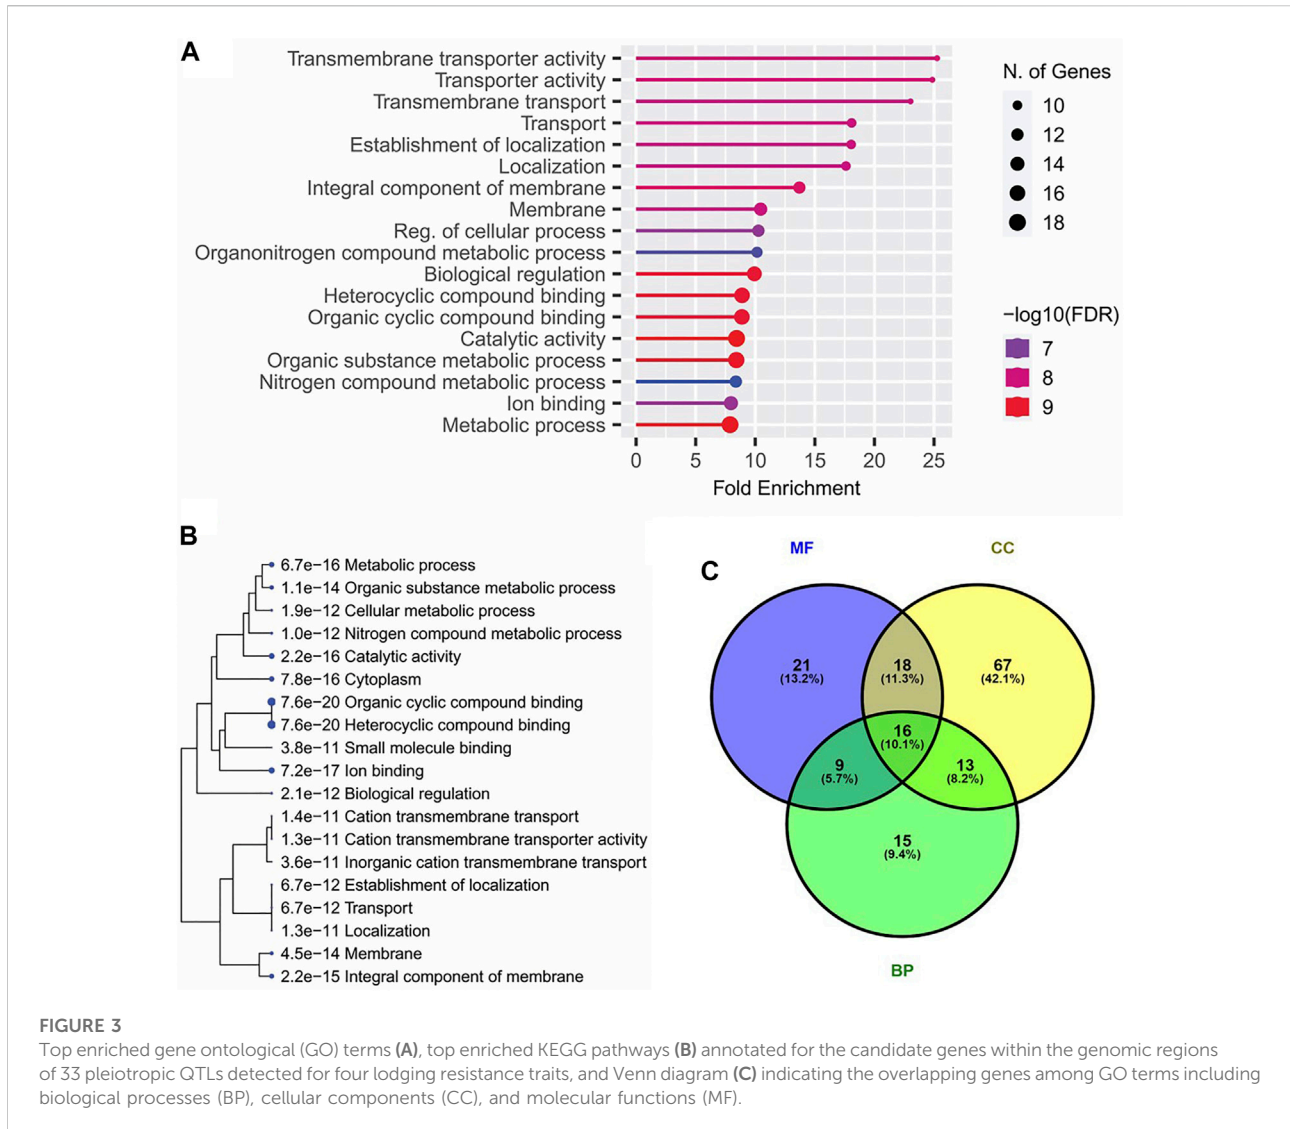 A
Transmembrane transporter activity
Transporter activity
Transmembrane transport
Transport
Establishment of localization
Localization
Integral component of membrane
Membrane
Reg. of cellular process
Organonitrogen compound metabolic process
Biological regulation
Heterocyclic compound binding
Organic cyclic compound binding
Catalytic activity
Organic substance metabolic process
Nitrogen compound metabolic process
Ion binding
Metabolic process
0 5 10 15 20 25
Fold Enrichment
N. of Genes
10
12
14
16
18
−log10(FDR)
7
8
9
B
6.7e−16 Metabolic process
1.1e−14 Organic substance metabolic process
1.9e−12 Cellular metabolic process
1.0e−12 Nitrogen compound metabolic process
2.2e−16 Catalytic activity
7.8e−16 Cytoplasm
7.6e−20 Organic cyclic compound binding
7.6e−20 Heterocyclic compound binding
3.8e−11 Small molecule binding
7.2e−17 Ion binding
2.1e−12 Biological regulation
1.4e−11 Cation transmembrane transport
1.3e−11 Cation transmembrane transporter activity
3.6e−11 Inorganic cation transmembrane transport
6.7e−12 Establishment of localization
6.7e−12 Transport
1.3e−11 Localization
4.5e−14 Membrane
2.2e−15 Integral component of membrane
C
MF
CC
21
(13.2%)
18
(11.3%)
67
(42.1%)
16
(10.1%)
9
(5.7%)
13
(8.2%)
15
(9.4%)
BP
FIGURE 3
Top enriched gene ontological (GO) terms (A), top enriched KEGG pathways (B) annotated for the candidate genes within the genomic regions
of 33 pleiotropic QTLs detected for four lodging resistance traits, and Venn diagram (C) indicating the overlapping genes among GO terms including
biological processes (BP), cellular components (CC), and molecular functions (MF).